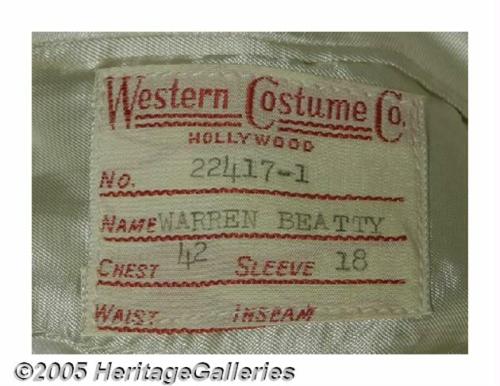 Western Costume Co.
HOLLYWOOD
NO. 22417-1
NAME WARREN BEATTY
CHEST 42 SLEEVE 18
WAIST INSEAM
©2005 HeritageGalleries